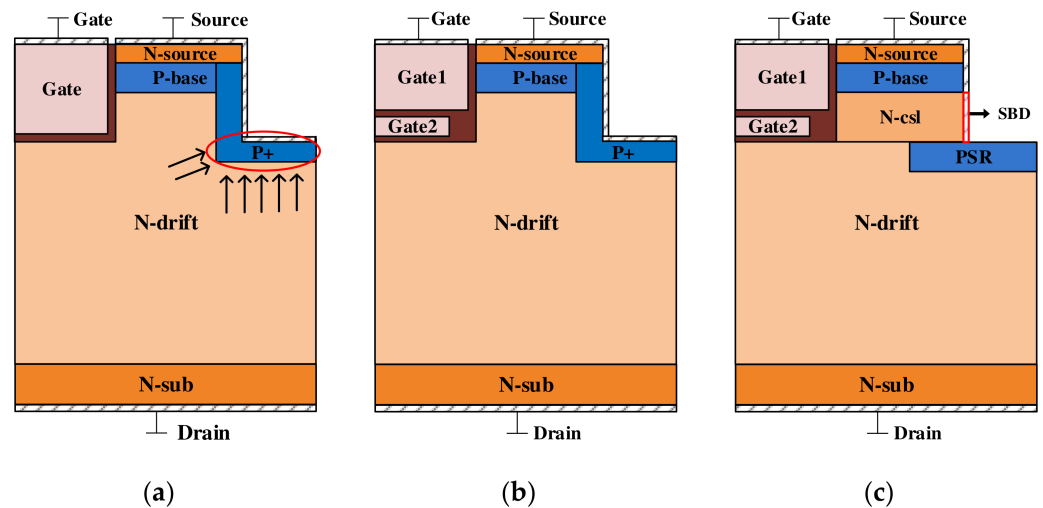 Gate
Source
N-source
P-base
Gate
P+
N-drift
N-sub
Drain
(a)
Gate
Source
N-source
P-base
Gate1
Gate2
P+
N-drift
N-sub
Drain
(b)
Gate
Source
N-source
P-base
Gate1
N-csl
SBD
Gate2
PSR
N-drift
N-sub
Drain
(c)